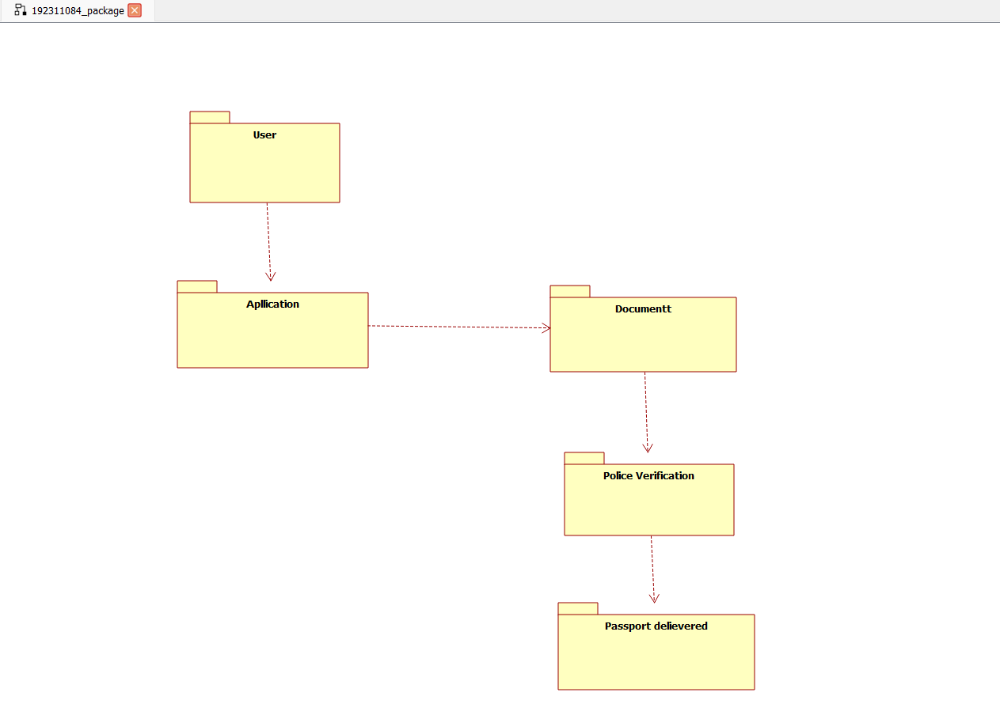 192311084_package
User
Apllication
Documentt
Police Verification
Passport delievered